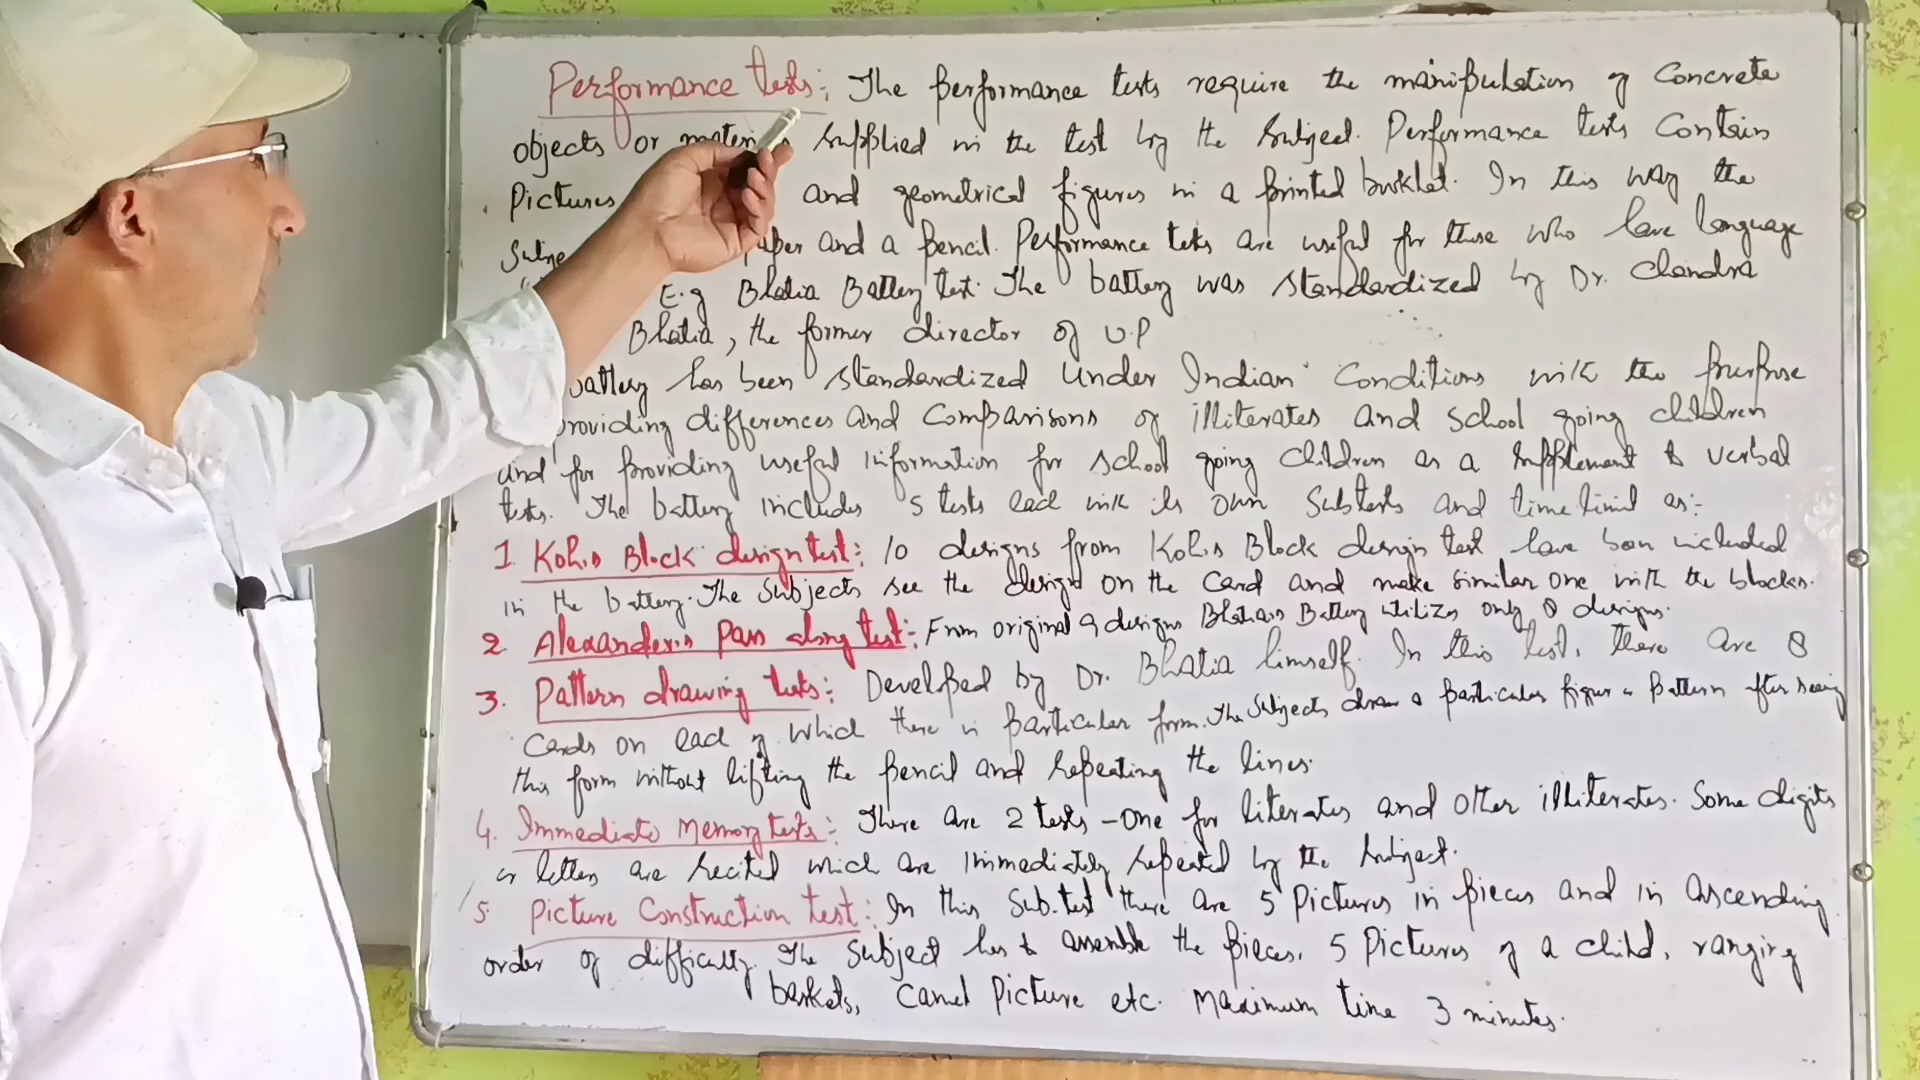 Performance tests:- The performance tests require the manipulation of Concrete
objects or supplied in the test by the subject. Performance tests Contain
Pictures and geometrical figures in a printed booklet. In this way the
and a pencil. Performance tests are useful for those who have language
E.g Bhatia Battery test. The battery was standardized by Dr. Chandra
Bhatia, the former director of U.P
battery has been standardized under Indian Conditions with the purpose
providing differences and Comparisons of illiterates and school going children
and for providing useful information for school going children as a supplement to verbal
tests. The battery includes 5 tests each with its own Subtests and time limit as:-
1. Koh's Block design test: 10 designs from Koh's Block design test have been included
in the battery. The Subjects see the design on the Card and make similar one with the blocks.
2 Alexander's Pass along test:- From original 9 designs Bhatia's Battery utilizes only 8 designs.
3. Pattern drawing tests:- Developed by Dr. Bhatia himself. In this test, there are 8
Cards on each of which there is particular form. The Subjects draw a particular figure or pattern after seeing
this form without lifting the pencil and repeating the lines.
4. Immediate Memory tests:- There are 2 tests - One for literates and other illiterates. Some digits
or letters are recited which are immediately repeated by the subject.
5. Picture Construction test:- In this Sub.test there are 5 Pictures in pieces and in ascending
order of difficulty. The Subject has to assemble the pieces. 5 Pictures of a child, ranging
baskets, Camel Picture etc. Maximum time 3 minutes.